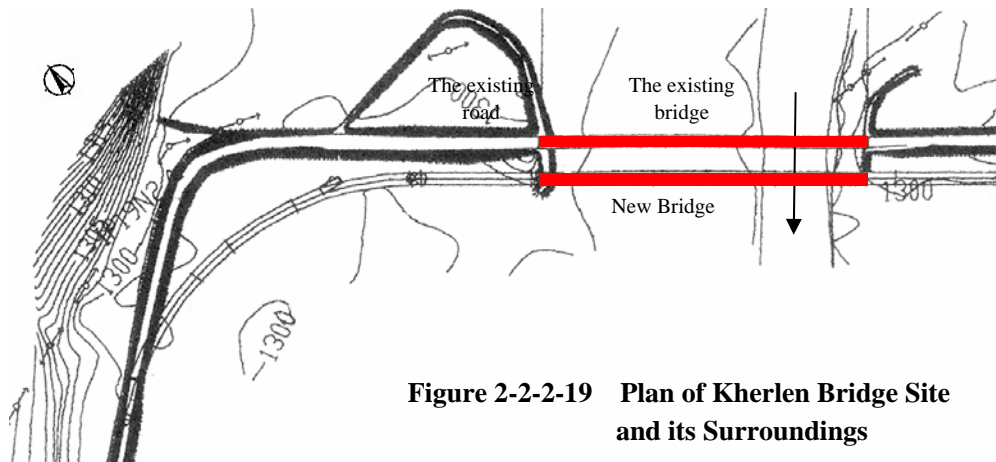 The existing
road
The existing
bridge
New Bridge
1300
1300
1300
Figure 2-2-2-19 Plan of Kherlen Bridge Site
and its Surroundings